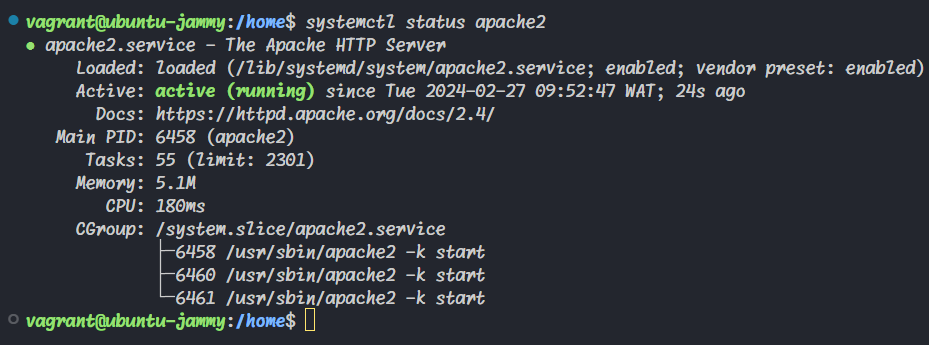 vagrant@ubuntu-jammy:/home$ systemctl status apache2
● apache2.service - The Apache HTTP Server
Loaded: loaded (/lib/systemd/system/apache2.service; enabled; vendor preset: enabled)
Active: active (running) since Tue 2024-02-27 09:52:47 WAT; 24s ago
Docs: https://httpd.apache.org/docs/2.4/
Main PID: 6458 (apache2)
Tasks: 55 (limit: 2301)
Memory: 5.1M
CPU: 180ms
CGroup: /system.slice/apache2.service
├─6458 /usr/sbin/apache2 -k start
├─6460 /usr/sbin/apache2 -k start
└─6461 /usr/sbin/apache2 -k start
vagrant@ubuntu-jammy:/home$